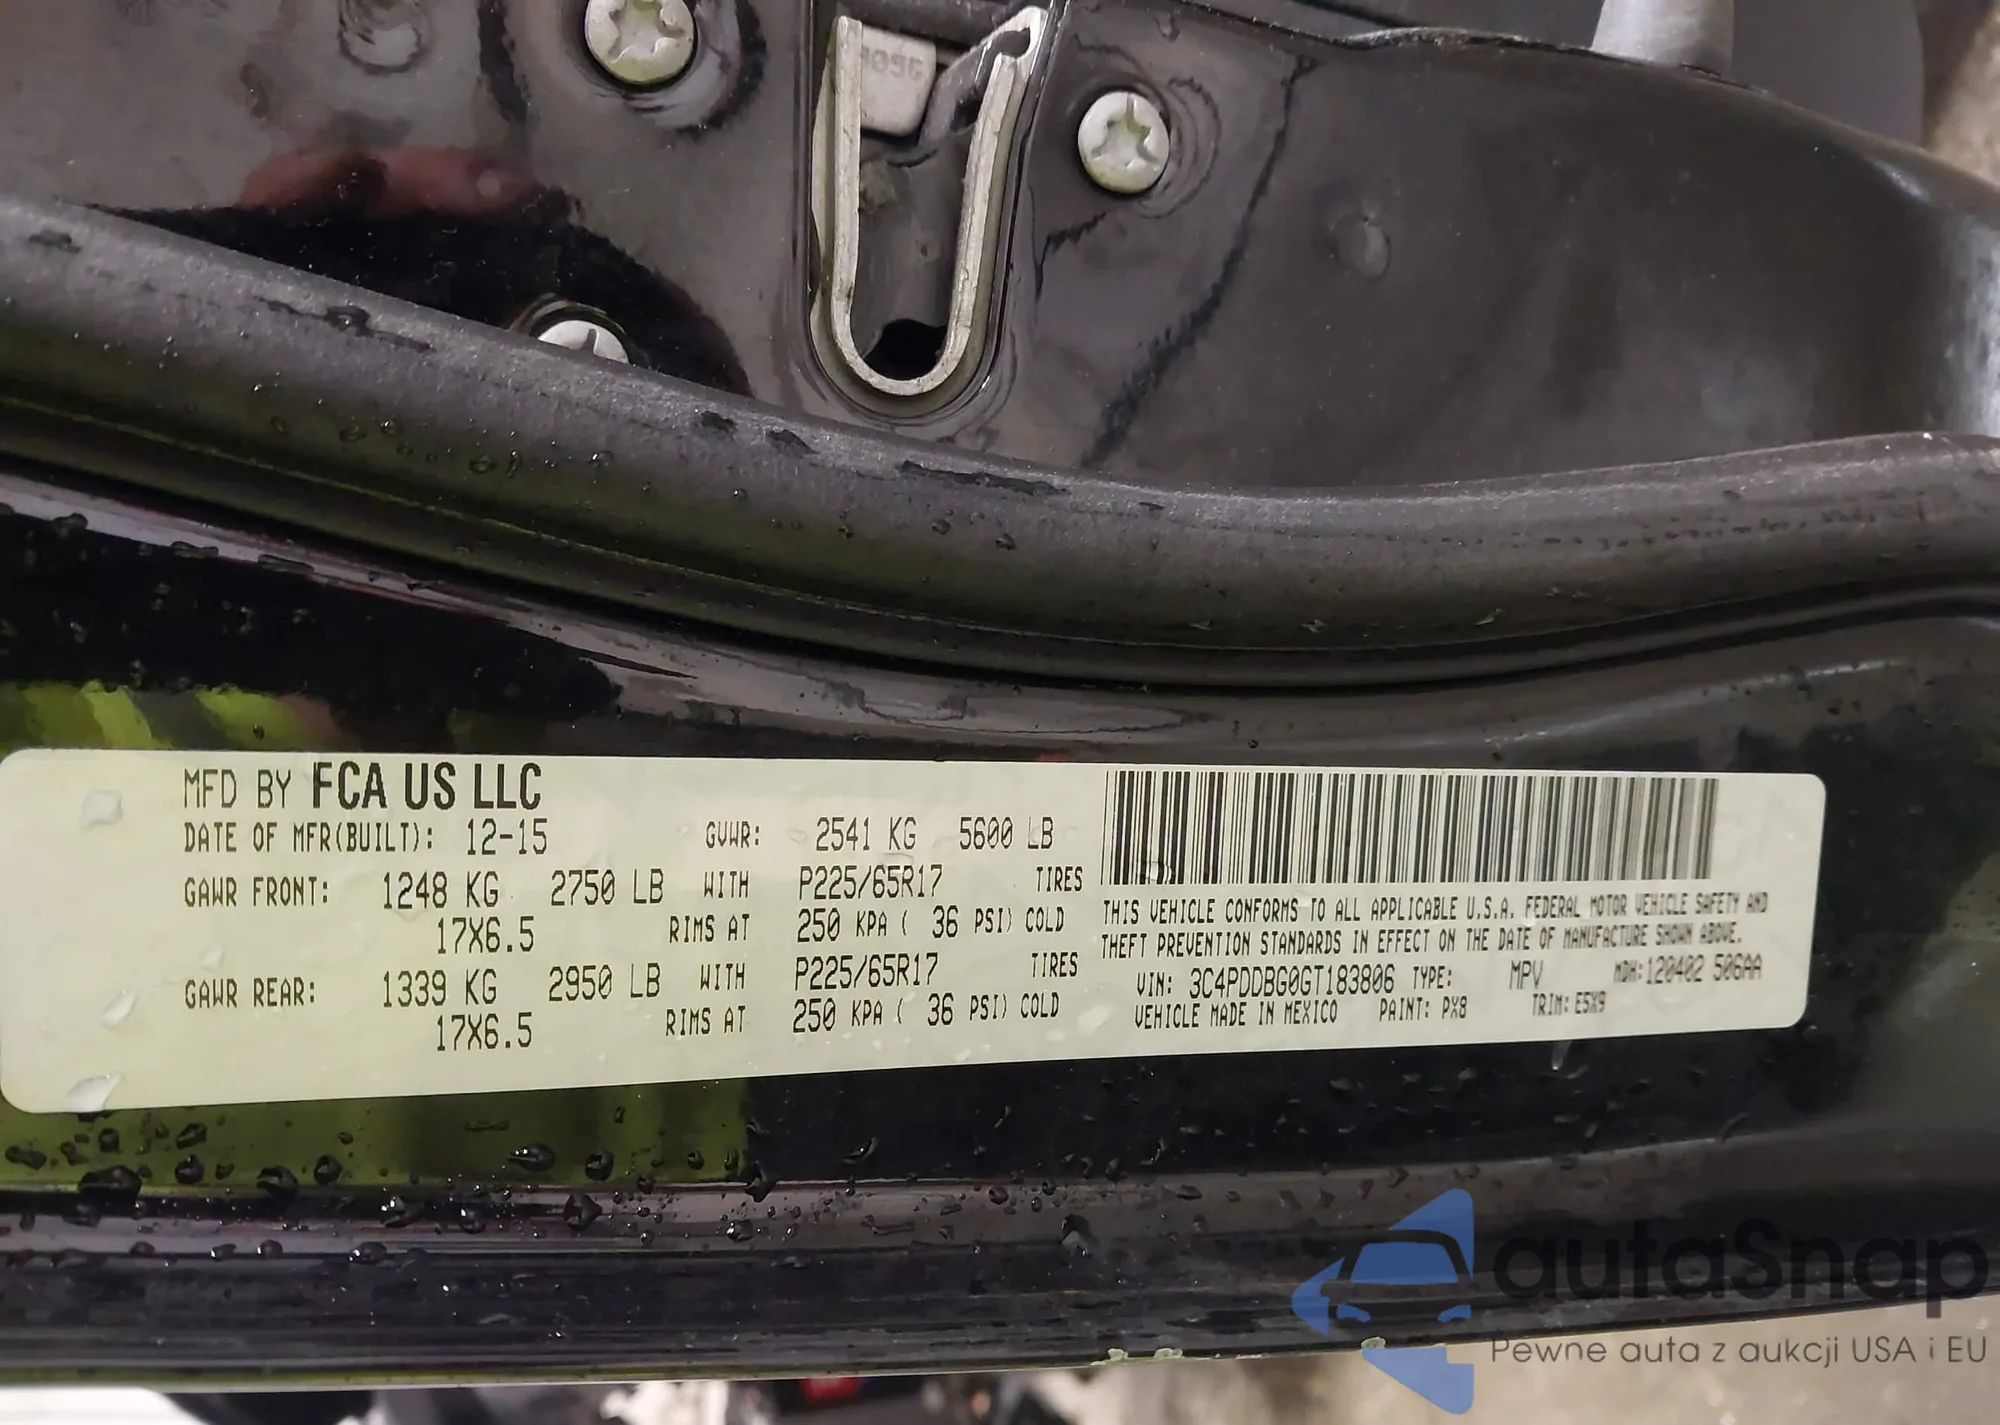 MFD BY FCA US LLC
DATE OF MFR(BUILT): 12-15 GVWR: 2541 KG 5600 LB
GAWR FRONT: 1248 KG 2750 LB WITH P225/65R17 TIRES
17X6.5 RIMS AT 250 KPA ( 36 PSI) COLD
GAWR REAR: 1339 KG 2950 LB WITH P225/65R17 TIRES
17X6.5 RIMS AT 250 KPA ( 36 PSI) COLD
THIS VEHICLE CONFORMS TO ALL APPLICABLE U.S.A. FEDERAL MOTOR VEHICLE SAFETY AND
THEFT PREVENTION STANDARDS IN EFFECT ON THE DATE OF MANUFACTURE SHOWN ABOVE.
VIN: 3C4PDDBG0GT183806 TYPE: MPV MDH:120402 506AA
VEHICLE MADE IN MEXICO PAINT: PX8 TRIM: E5X9
autaSnap
Pewne auta z aukcji USA i EU